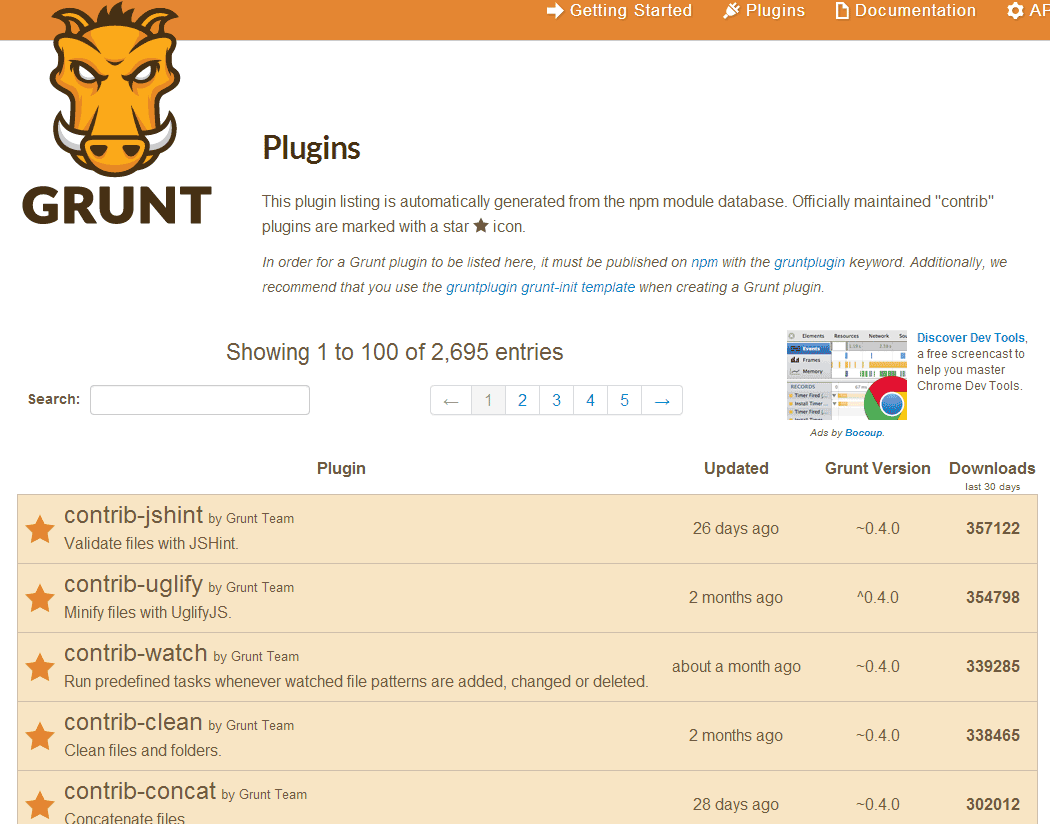 Getting Started Plugins Documentation AP
GRUNT
Plugins
This plugin listing is automatically generated from the npm module database. Officially maintained "contrib"
plugins are marked with a star ★ icon.
In order for a Grunt plugin to be listed here, it must be published on npm with the gruntplugin keyword. Additionally, we
recommend that you use the gruntplugin grunt-init template when creating a Grunt plugin.
Showing 1 to 100 of 2,695 entries
Search:
← 1 2 3 4 5 →
Elements Resources Network
Events
Frames
Memory
RECORDS
Discover Dev Tools,
a free screencast to
help you master
Chrome Dev Tools.
Ads by Bocoup.
Plugin Updated Grunt Version Downloads
last 30 days
contrib-jshint by Grunt Team 26 days ago ~0.4.0 357122
Validate files with JSHint.
contrib-uglify by Grunt Team 2 months ago ^0.4.0 354798
Minify files with UglifyJS.
contrib-watch by Grunt Team about a month ago ~0.4.0 339285
Run predefined tasks whenever watched file patterns are added, changed or deleted.
contrib-clean by Grunt Team 2 months ago ~0.4.0 338465
Clean files and folders.
contrib-concat by Grunt Team 28 days ago ~0.4.0 302012
Concatenate files